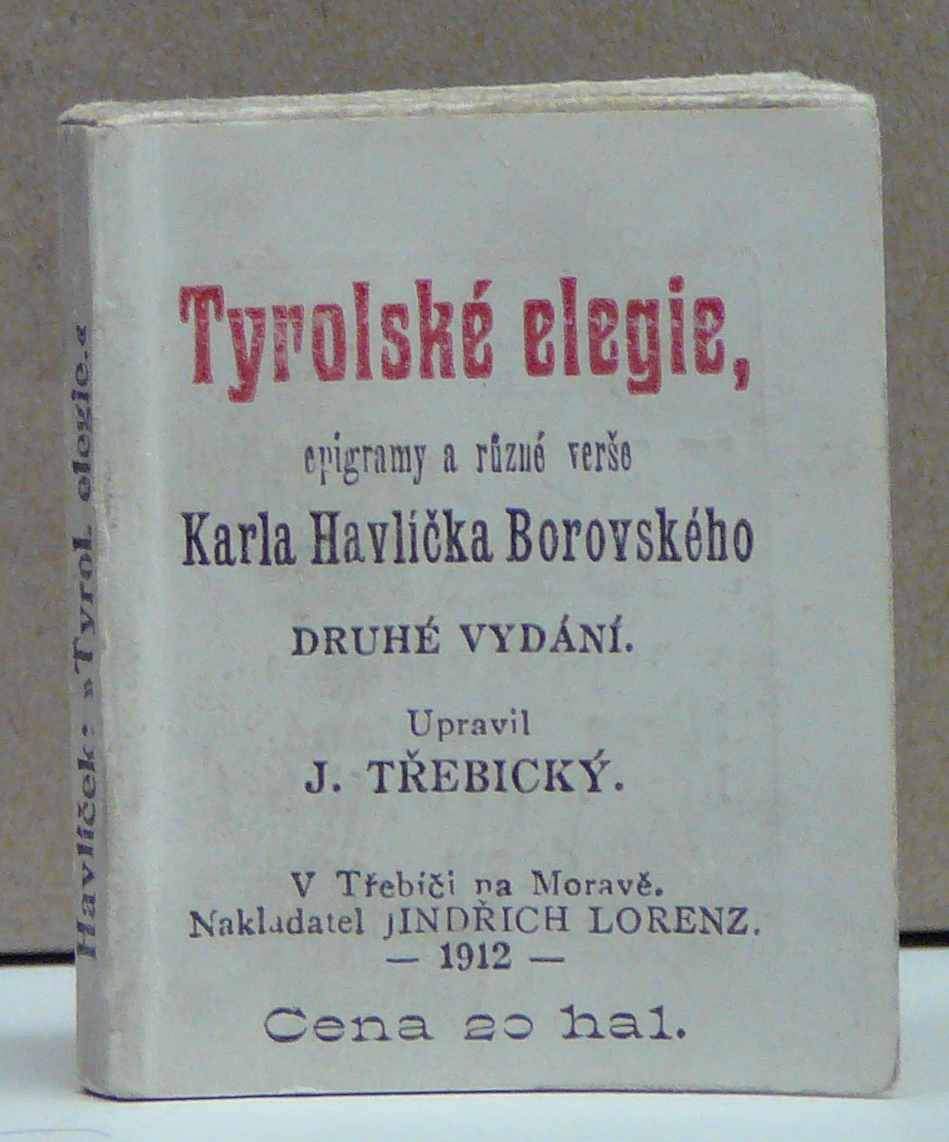 Tyrolské elegie,
epigramy a různé verše
Karla Havlíčka Borovského
DRUHÉ VYDÁNÍ.
Upravil
J. TŘEBICKÝ.
V Třebíči na Moravě.
Nakladatel JINDŘICH LORENZ.
— 1912 —
Cena 20 hal.
Havlíček: „Tyrol. elegie.“